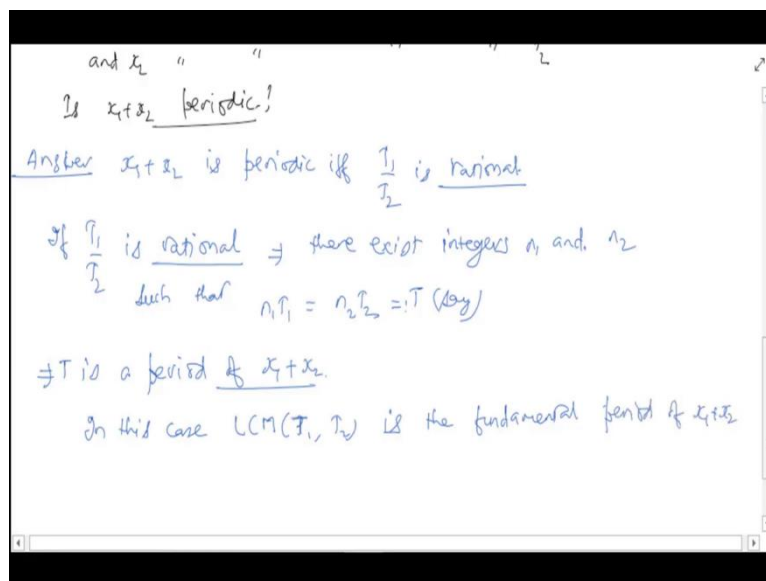 and x₂ " " " 2
Is x₁+x₂ periodic?
Answer x₁+x₂ is periodic iff T₁/T₂ is rational
If T₁/T₂ is rational ⇒ there exist integers n₁ and. n₂
such that n₁T₁ = n₂T₂ =: T (say)
⇒ T is a period of x₁+x₂.
In this case LCM(T₁, T₂) is the fundamental period of x₁+x₂